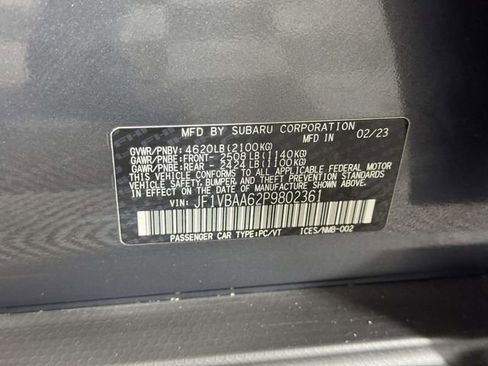 MFD BY SUBARU CORPORATION
MFD IN 02/23
GVWR/PNBV: 4620LB(2100KG)
GAWR/PNBE:FRONT- 2508LB(1140KG)
GAWR/PNBE:REAR - 2424LB(1100KG)
THIS VEHICLE CONFORMS TO ALL APPLICABLE FEDERAL MOTOR
VEHICLE SAFETY, BUMPER, AND THEFT PREVENTION
STANDARDS IN EFFECT ON THE DATE OF MANUFACTURE
SHOWN ABOVE.
VIN: JF1VBAA62P9802361
PASSENGER CAR TYPE:PC/VT ICES/NMB-002